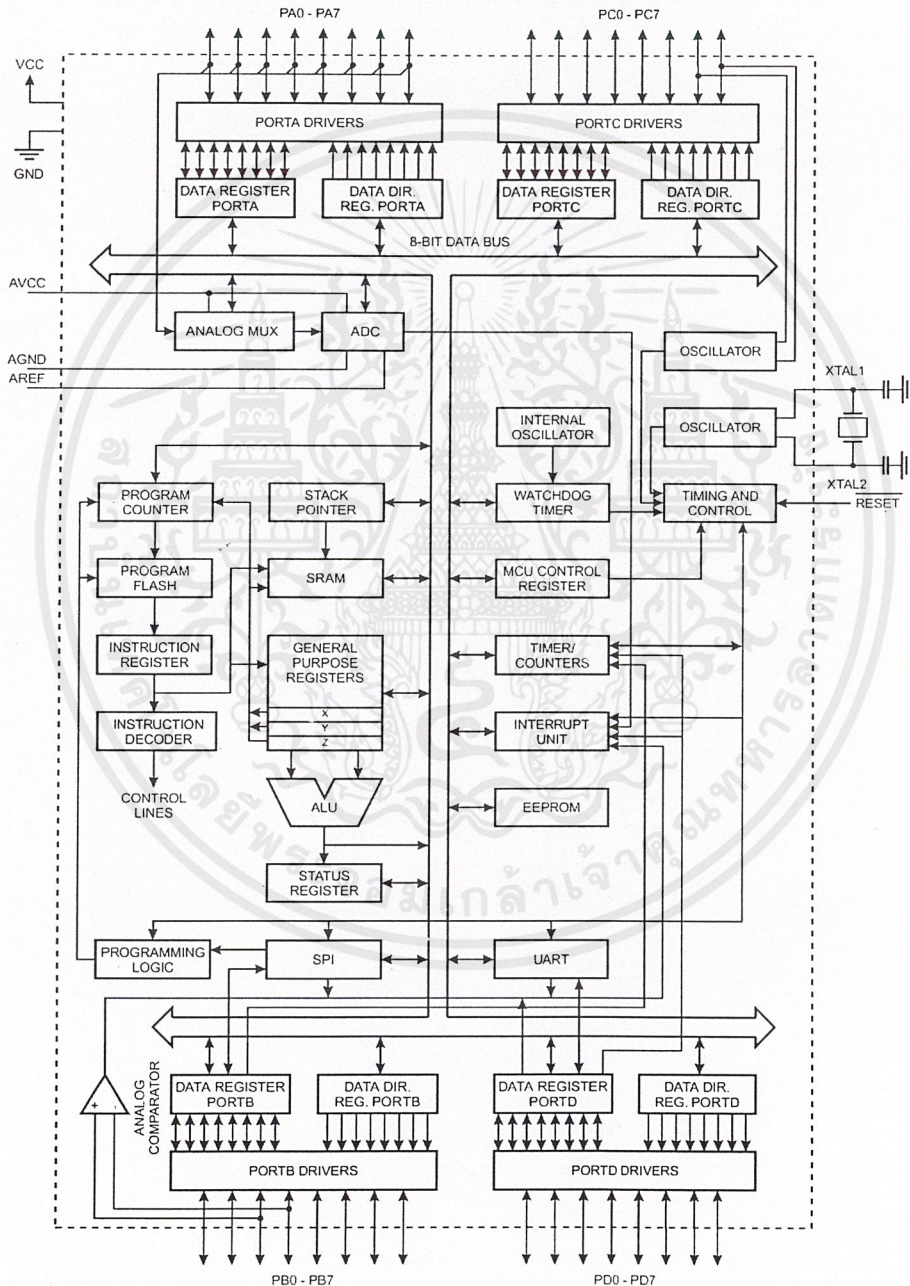 PA0 - PA7
PC0 - PC7
VCC
GND
PORTA DRIVERS
PORTC DRIVERS
DATA REGISTER
PORTA
DATA DIR.
REG. PORTA
DATA REGISTER
PORTC
DATA DIR.
REG. PORTC
8-BIT DATA BUS
AVCC
ANALOG MUX
ADC
AGND
AREF
OSCILLATOR
XTAL1
INTERNAL
OSCILLATOR
OSCILLATOR
XTAL2
PROGRAM
COUNTER
STACK
POINTER
WATCHDOG
TIMER
TIMING AND
CONTROL
RESET
PROGRAM
FLASH
SRAM
MCU CONTROL
REGISTER
INSTRUCTION
REGISTER
GENERAL
PURPOSE
REGISTERS
X
Y
Z
TIMER/
COUNTERS
INSTRUCTION
DECODER
INTERRUPT
UNIT
CONTROL
LINES
ALU
EEPROM
STATUS
REGISTER
PROGRAMMING
LOGIC
SPI
UART
ANALOG
COMPARATOR
+
-
DATA REGISTER
PORTB
DATA DIR.
REG. PORTB
DATA REGISTER
PORTD
DATA DIR.
REG. PORTD
PORTB DRIVERS
PORTD DRIVERS
PB0 - PB7
PD0 - PD7